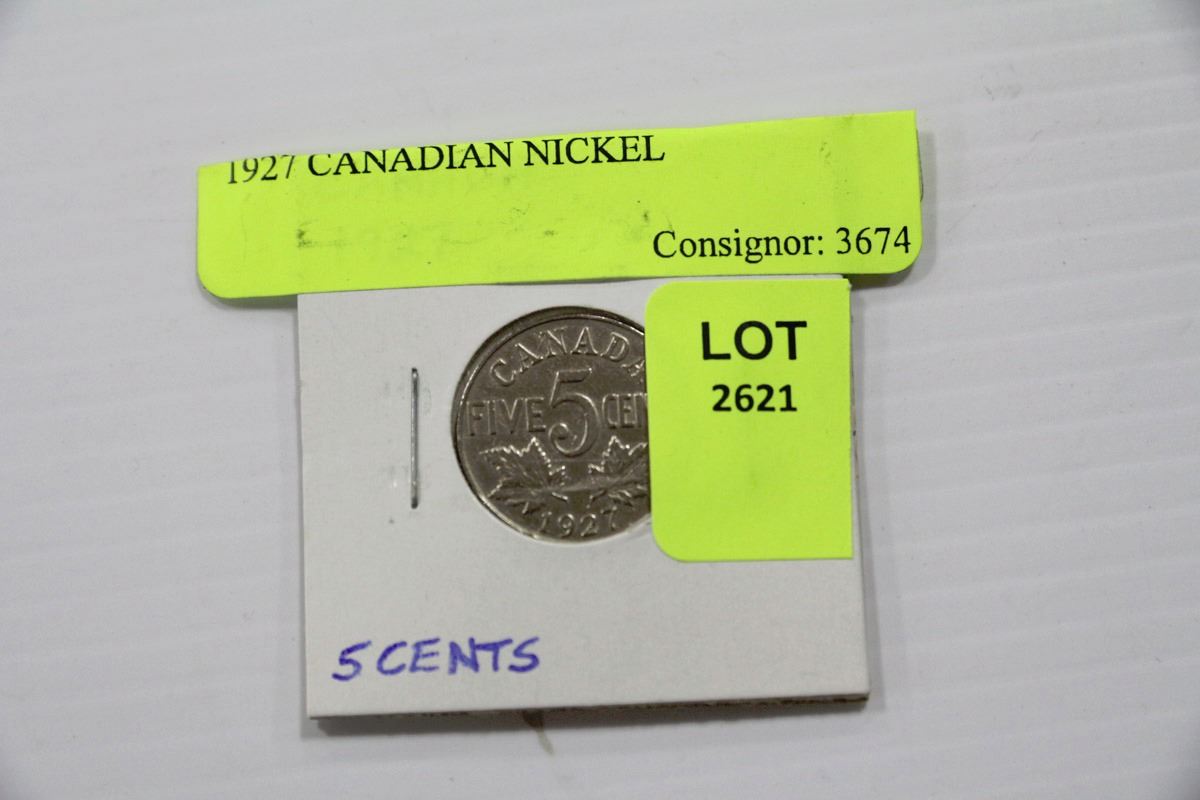 1927 CANADIAN NICKEL
Consignor: 3674
LOT
2621
CANADA
FIVE 5 CEN
1927
5 CENTS